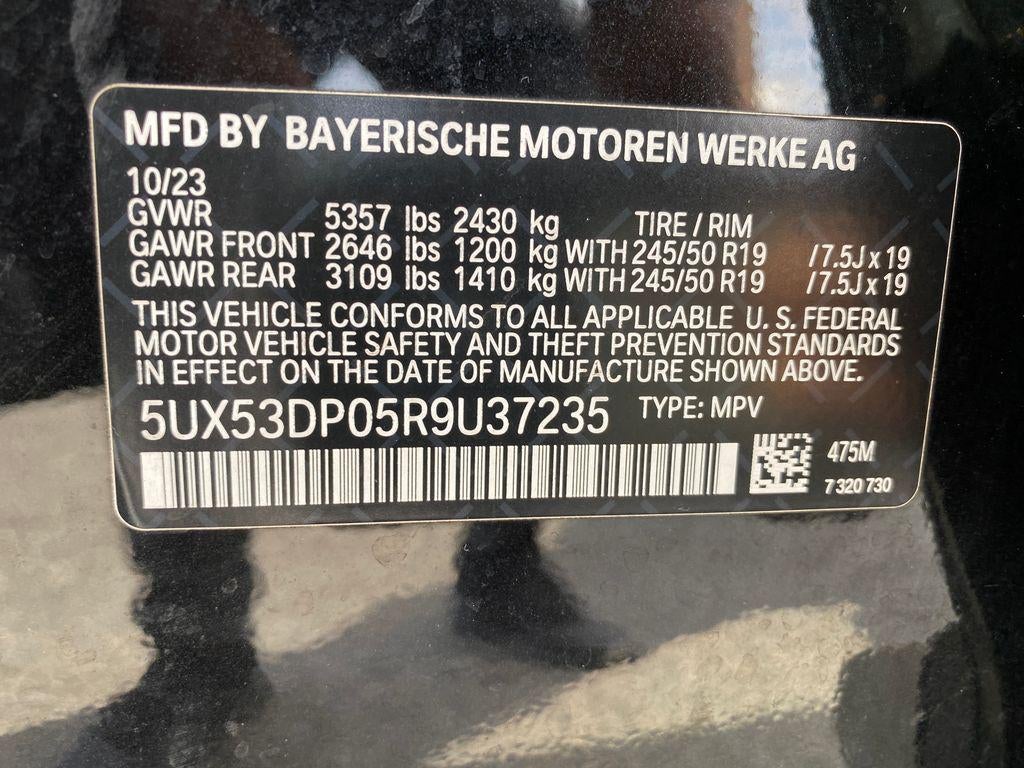 MFD BY BAYERISCHE MOTOREN WERKE AG
10/23
GVWR 5357 lbs 2430 kg TIRE / RIM
GAWR FRONT 2646 lbs 1200 kg WITH 245/50 R19 /7.5J x 19
GAWR REAR 3109 lbs 1410 kg WITH 245/50 R19 /7.5J x 19
THIS VEHICLE CONFORMS TO ALL APPLICABLE U. S. FEDERAL
MOTOR VEHICLE SAFETY AND THEFT PREVENTION STANDARDS
IN EFFECT ON THE DATE OF MANUFACTURE SHOWN ABOVE.
5UX53DP05R9U37235 TYPE: MPV
475M
7 320 730